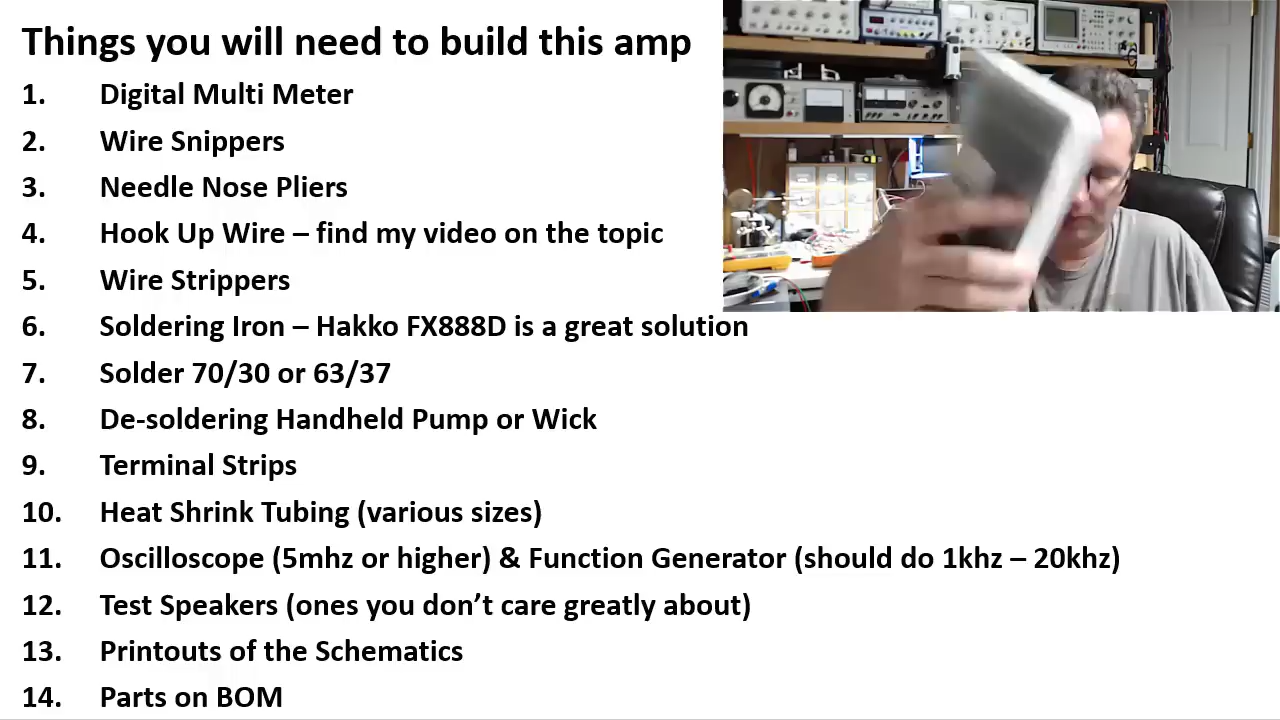 Things you will need to build this amp
1. Digital Multi Meter
2. Wire Snippers
3. Needle Nose Pliers
4. Hook Up Wire – find my video on the topic
5. Wire Strippers
6. Soldering Iron – Hakko FX888D is a great solution
7. Solder 70/30 or 63/37
8. De-soldering Handheld Pump or Wick
9. Terminal Strips
10. Heat Shrink Tubing (various sizes)
11. Oscilloscope (5mhz or higher) & Function Generator (should do 1khz – 20khz)
12. Test Speakers (ones you don’t care greatly about)
13. Printouts of the Schematics
14. Parts on BOM